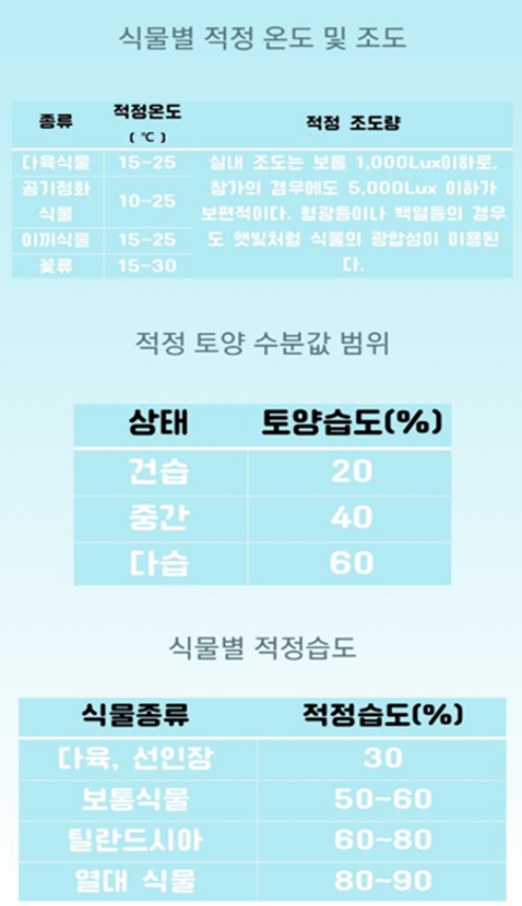 식물별 적정 온도 및 조도
종류
적정온도
( ℃ )
적정 조도량
다육식물
15~25
공기정화
식물
10~25
이끼식물
15~25
꽃류
15~30
실내 조도는 보통 1,000Lux이하로,
창가의 경우에도 5,000Lux 이하가
보편적이다. 형광등이나 백열등의 경우
도 햇빛처럼 식물의 광합성이 이용된
다.
적정 토양 수분값 범위
상태 토양습도(%)
건습 20
중간 40
다습 60
식물별 적정습도
식물종류 적정습도(%)
다육, 선인장 30
보통식물 50~60
틸란드시아 60~80
열대 식물 80~90